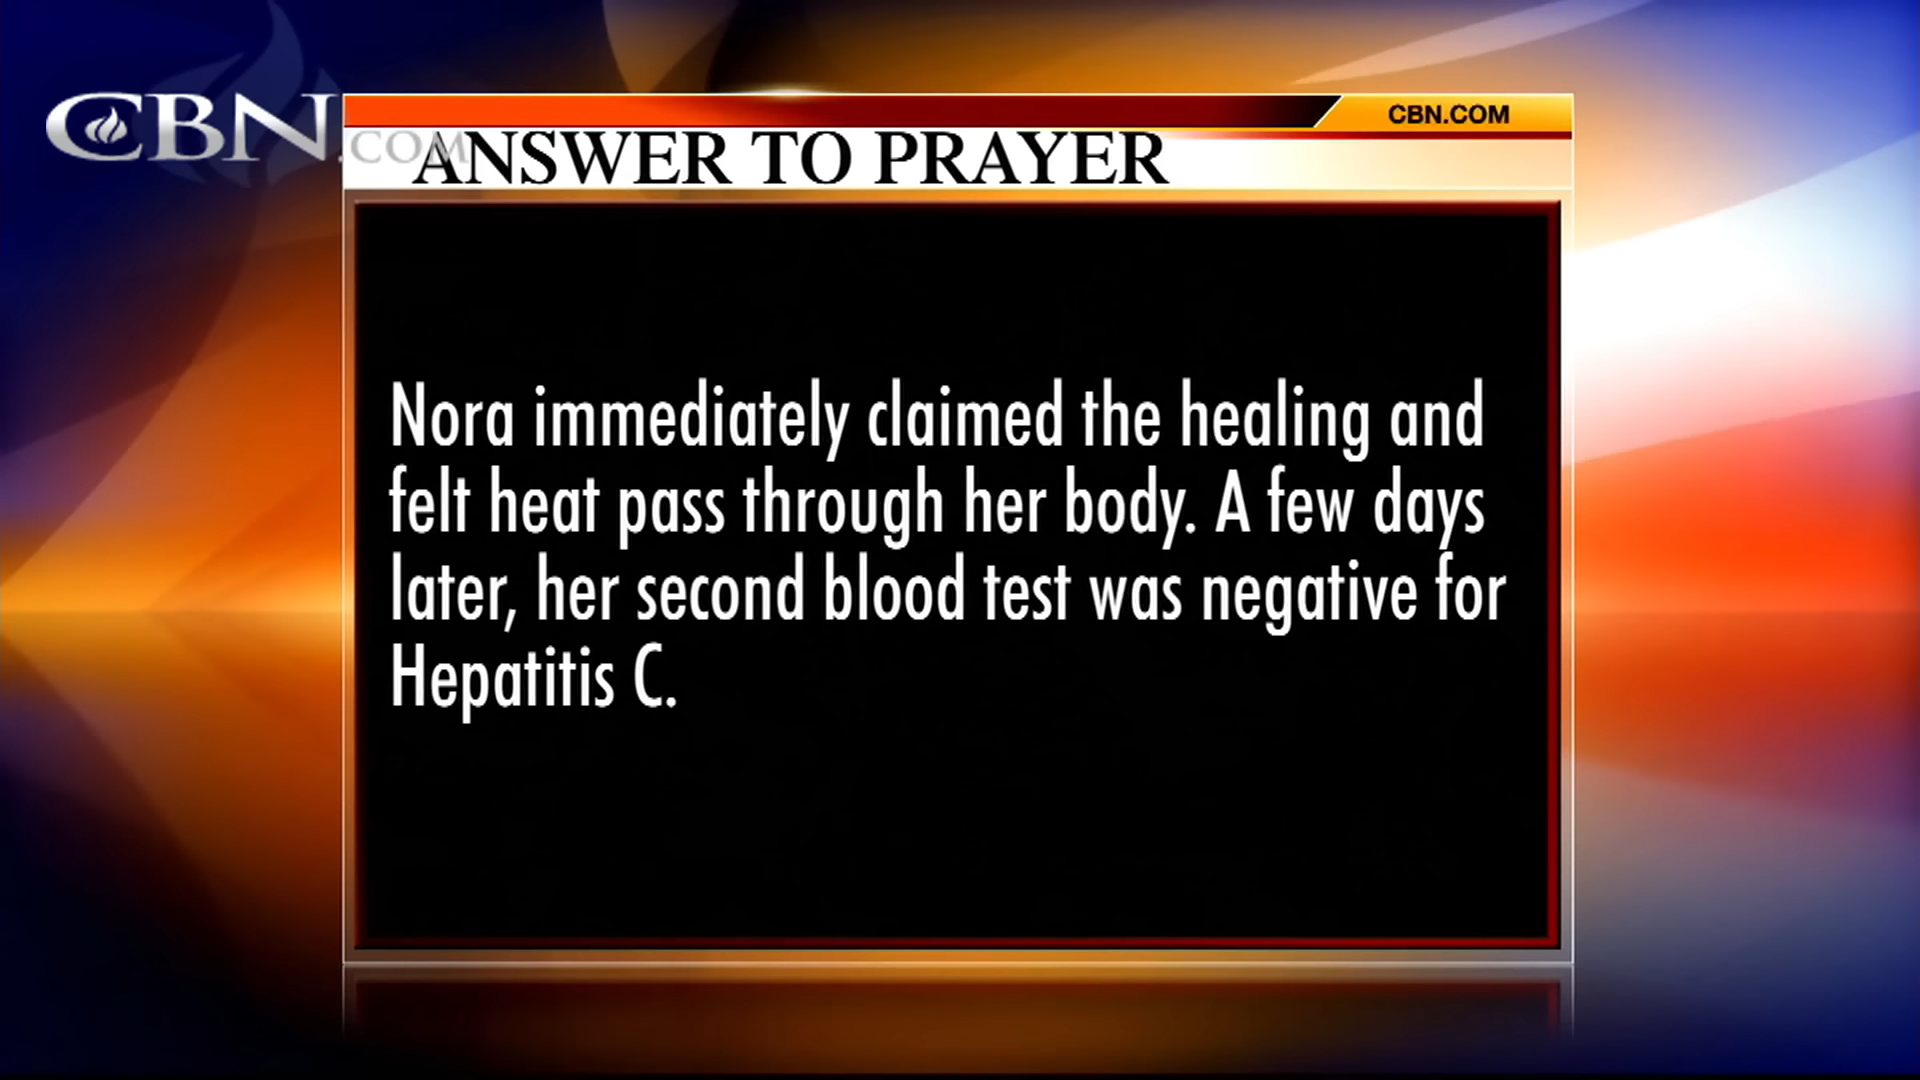 CBN.COM
CBN.COM
ANSWER TO PRAYER
Nora immediately claimed the healing and
felt heat pass through her body. A few days
later, her second blood test was negative for
Hepatitis C.